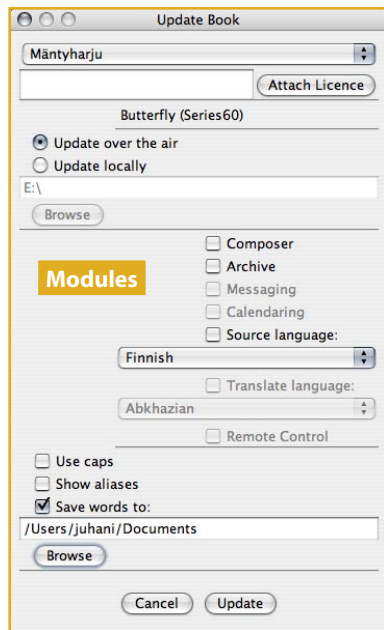 Update Book
Mäntyharju
Attach Licence
Butterfly (Series60)
Update over the air
Update locally
E:\
Browse
Composer
Modules
Archive
Messaging
Calendaring
Source language:
Finnish
Translate language:
Abkhazian
Remote Control
Use caps
Show aliases
Save words to:
/Users/juhani/Documents
Browse
Cancel Update